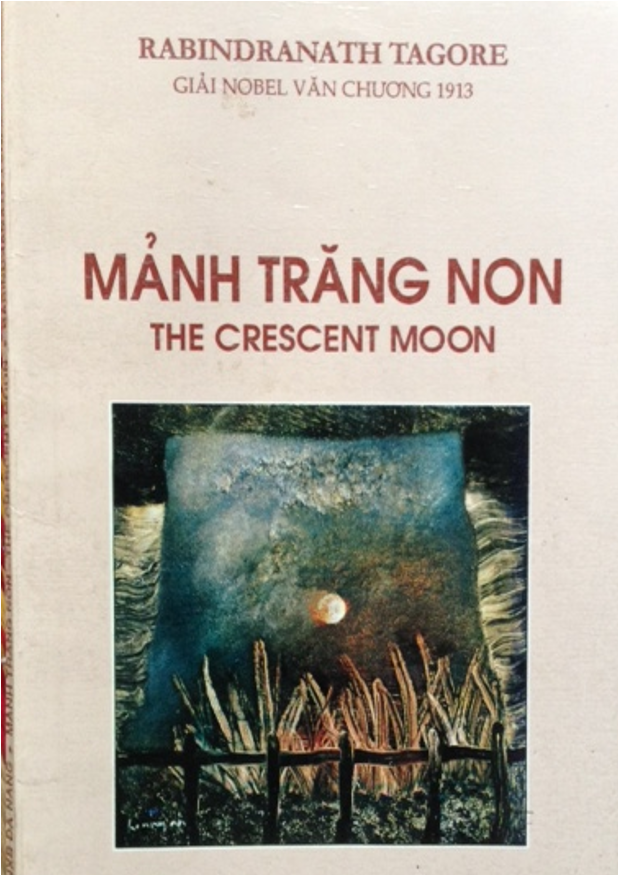 RABINDRANATH TAGORE
GIẢI NOBEL VĂN CHƯƠNG 1913
MẢNH TRĂNG NON
THE CRESCENT MOON